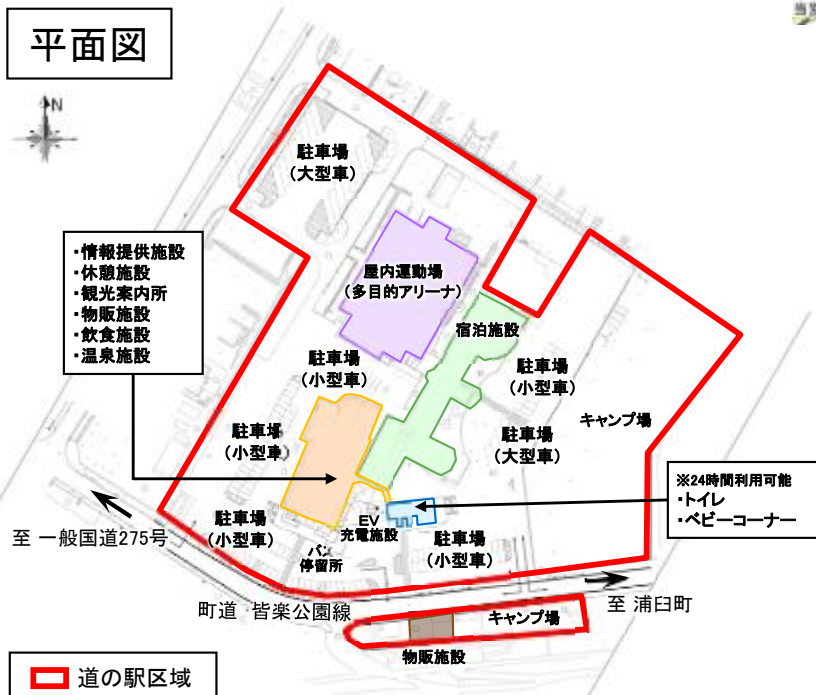 平面図
N
駐車場
(大型車)
・情報提供施設
・休憩施設
・観光案内所
・物販施設
・飲食施設
・温泉施設
屋内運動場
(多目的アリーナ)
宿泊施設
駐車場
(小型車)
駐車場
(小型車)
キャンプ場
駐車場
(小型車)
駐車場
(大型車)
※24時間利用可能
・トイレ
・ベビーコーナー
駐車場
(小型車)
EV
充電施設
駐車場
(小型車)
バス
停留所
至 一般国道275号
町道 皆楽公園線
至 浦臼町
キャンプ場
物販施設
道の駅区域